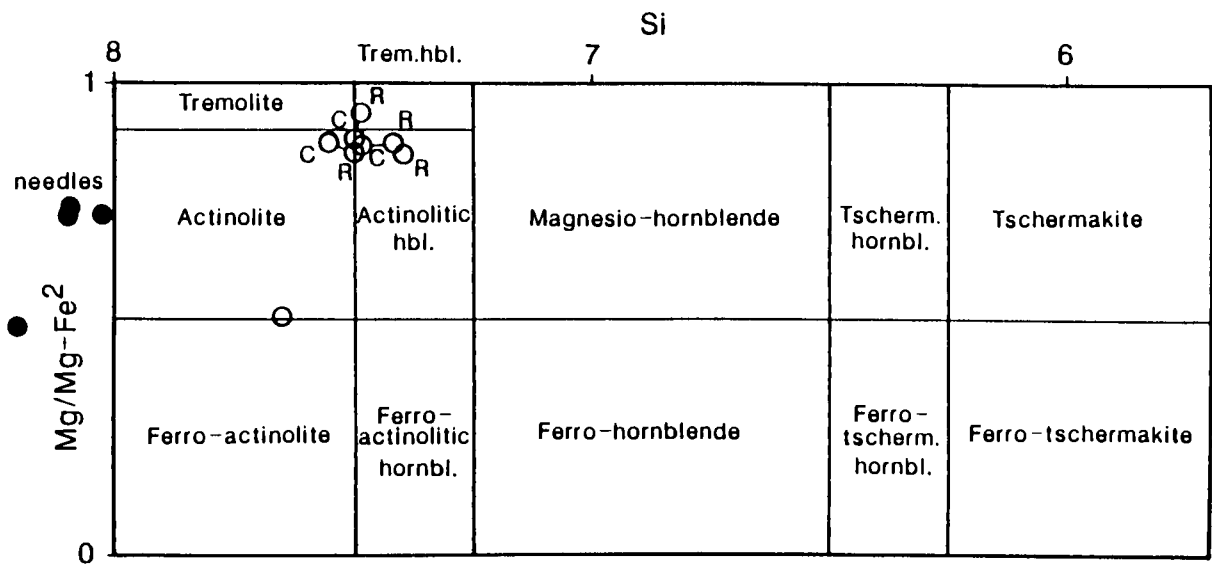 Si
8
Trem.hbl.
7
6
1
Tremolite
R
C
R
C
R
C
R
needles
Actinolite
Actinolitic
hbl.
Magnesio-hornblende
Tscherm.
hornbl.
Tschermakite
Mg/Mg-Fe²
Ferro-actinolite
Ferro-
actinolitic
hornbl.
Ferro-hornblende
Ferro-
tscherm.
hornbl.
Ferro-tschermakite
0